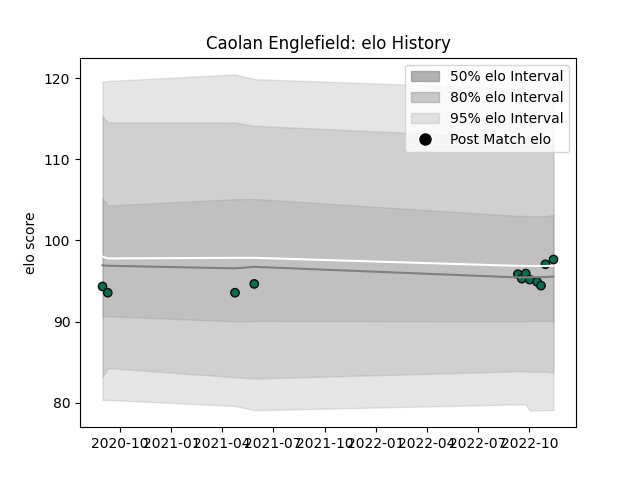 Caolan Englefield: elo History
50% elo Interval
80% elo Interval
95% elo Interval
Post Match elo
elo score
120
110
100
90
80
2020-10 2021-01 2021-04 2021-07 2021-10 2022-01 2022-04 2022-07 2022-10